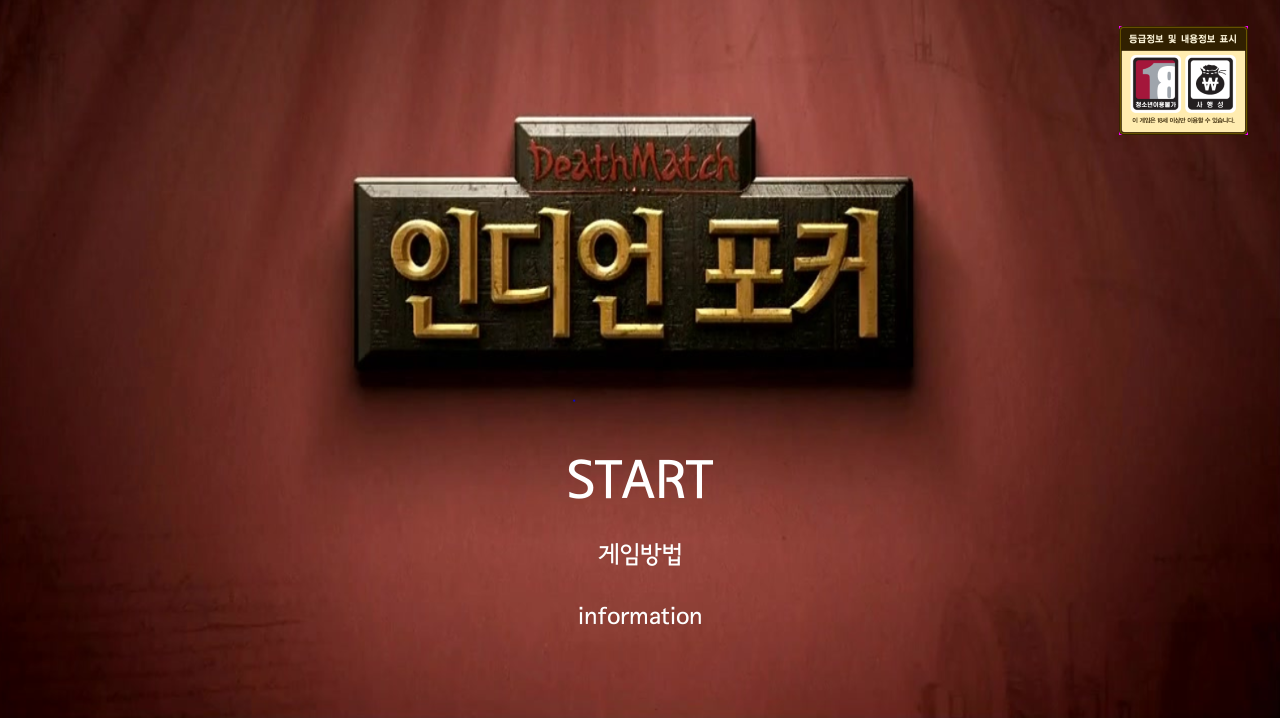 등급정보 및 내용정보 표시
18
청소년이용불가
사 행 성
이 게임은 18세 이상만 이용할 수 있습니다.
DeathMatch
인디언 포커
START
게임방법
information